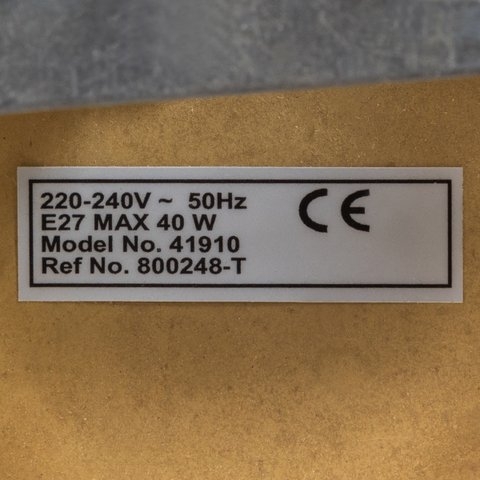 220-240V ~ 50Hz CE
E27 MAX 40 W
Model No. 41910
Ref No. 800248-T